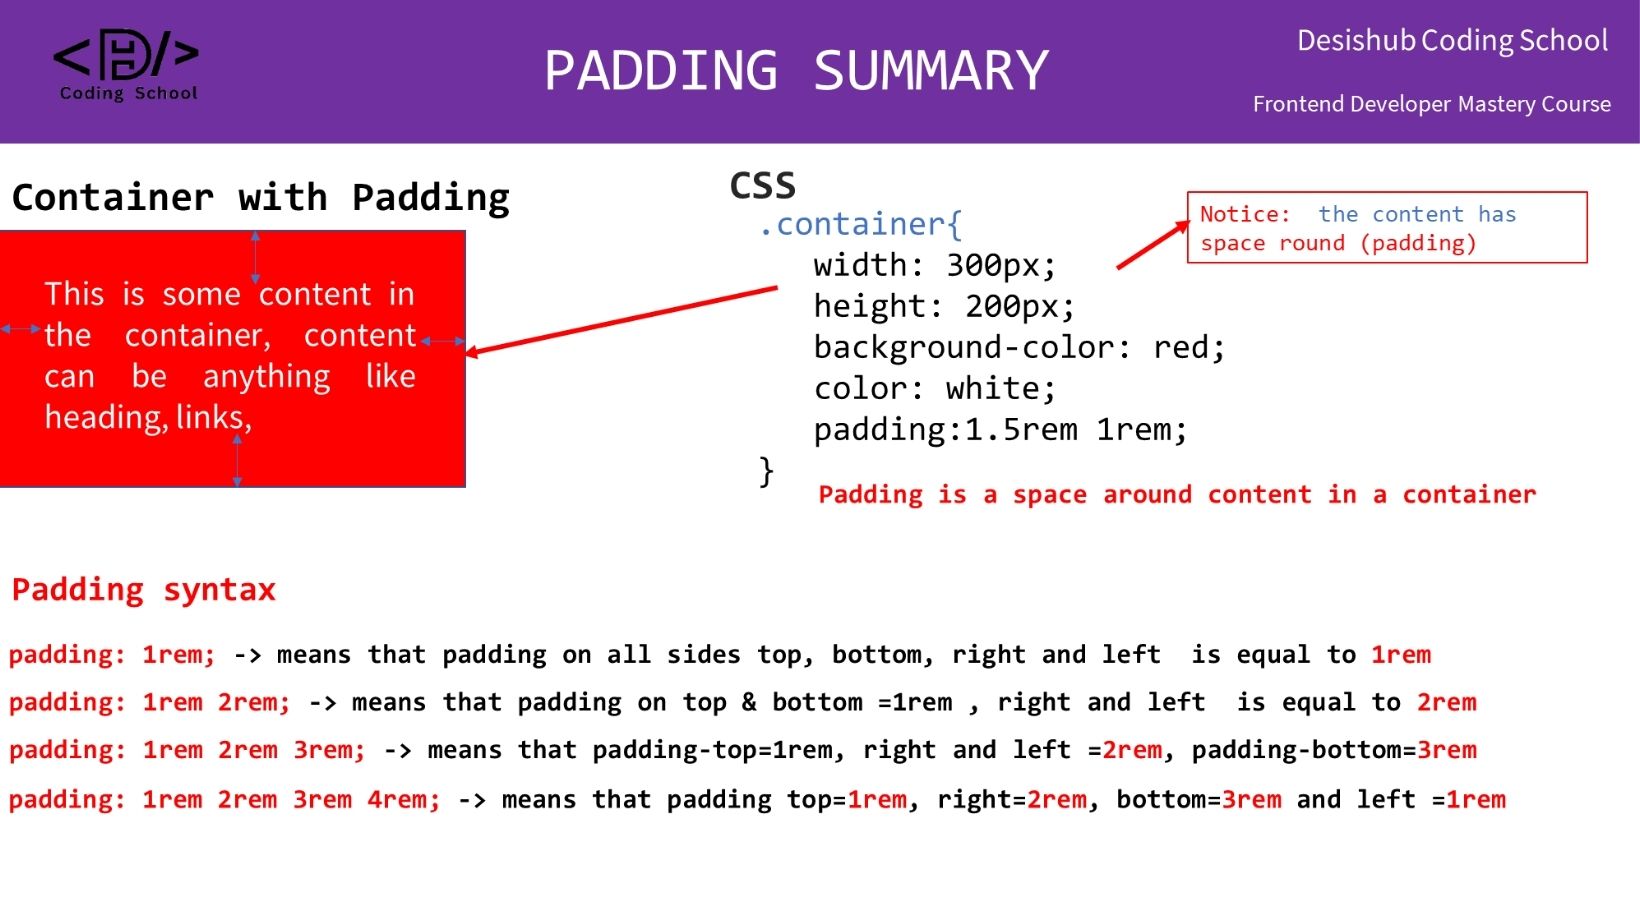 Coding School
PADDING SUMMARY
Desishub Coding School
Frontend Developer Mastery Course
Container with Padding
This is some content in
the container, content
can be anything like
heading, links,
CSS
.container{
width: 300px;
height: 200px;
background-color: red;
color: white;
padding:1.5rem 1rem;
}
Notice: the content has
space round (padding)
Padding is a space around content in a container
Padding syntax
padding: 1rem; -> means that padding on all sides top, bottom, right and left is equal to 1rem
padding: 1rem 2rem; -> means that padding on top & bottom =1rem , right and left is equal to 2rem
padding: 1rem 2rem 3rem; -> means that padding-top=1rem, right and left =2rem, padding-bottom=3rem
padding: 1rem 2rem 3rem 4rem; -> means that padding top=1rem, right=2rem, bottom=3rem and left =1rem